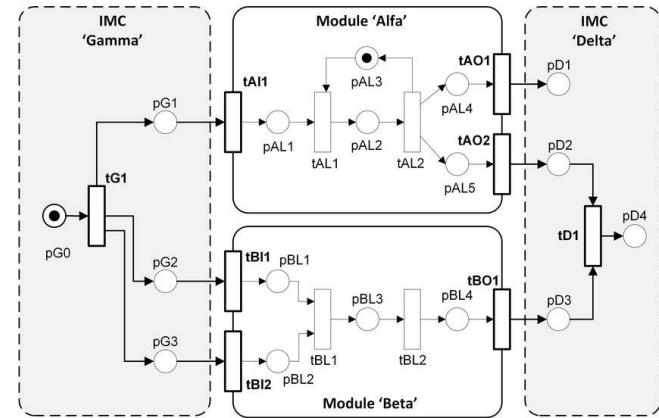 IMC
'Gamma'
Module 'Alfa'
IMC
'Delta'
tAI1
tAO1
pD1
pG1
pAL3
pAL4
pAL1
tAL1
pAL2
tAL2
tAO2
pD2
tG1
pAL5
pG0
tD1
pD4
tBI1
pBL1
tBO1
pG2
pBL3
pBL4
pD3
pG3
tBL1
tBL2
pBL2
tBI2
Module 'Beta'